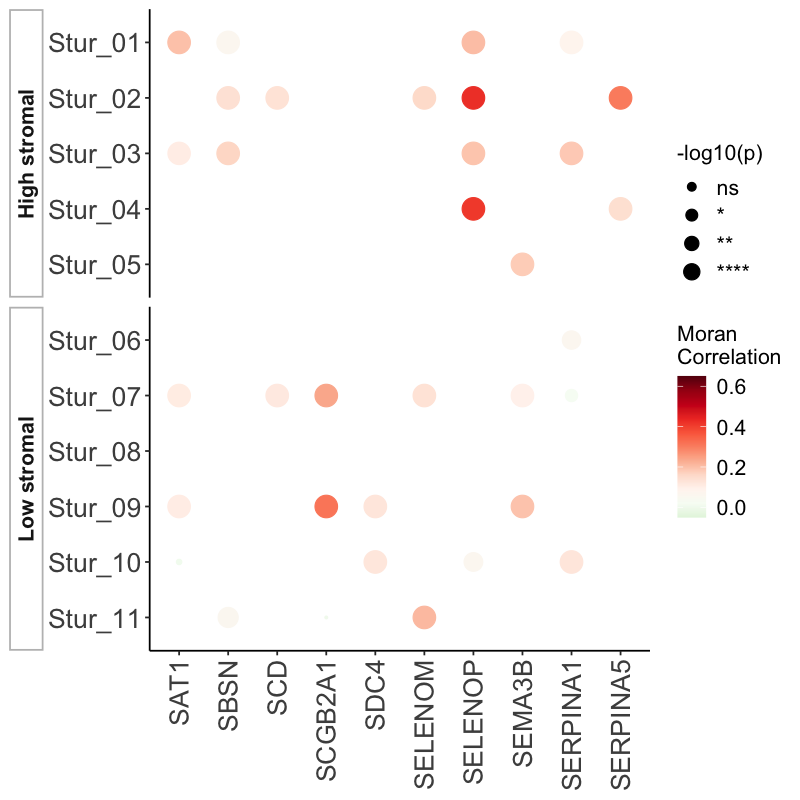 High stromal
Stur_01
Stur_02
Stur_03
Stur_04
Stur_05
Low stromal
Stur_06
Stur_07
Stur_08
Stur_09
Stur_10
Stur_11
SAT1
SBSN
SCD
SCGB2A1
SDC4
SELENOM
SELENOP
SEMA3B
SERPINA1
SERPINA5
-log10(p)
ns
*
**
****
Moran
Correlation
0.6
0.4
0.2
0.0